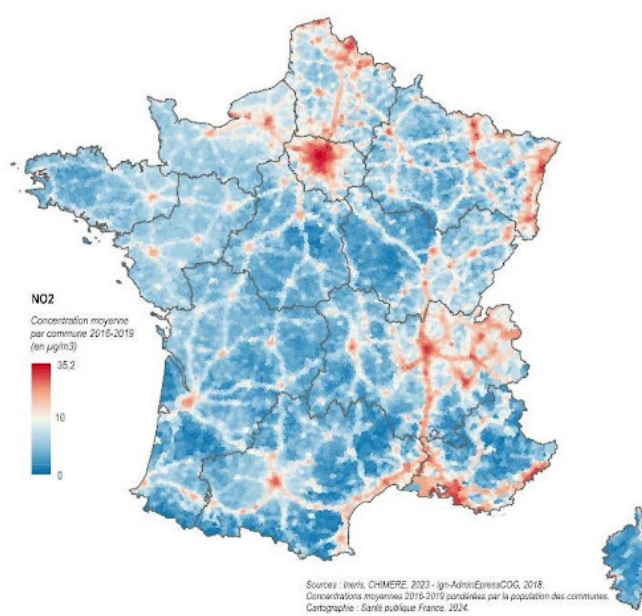 NO2
Concentration moyenne
par commune 2016-2019
(en µg/m3)
35,2
10
0
Sources : Ineris, CHIMERE, 2023 - Ign-AdminEpressCOG, 2018.
Concentrations moyennes 2016-2019 pondérées par la population des communes.
Cartographie : Santé publique France, 2024.